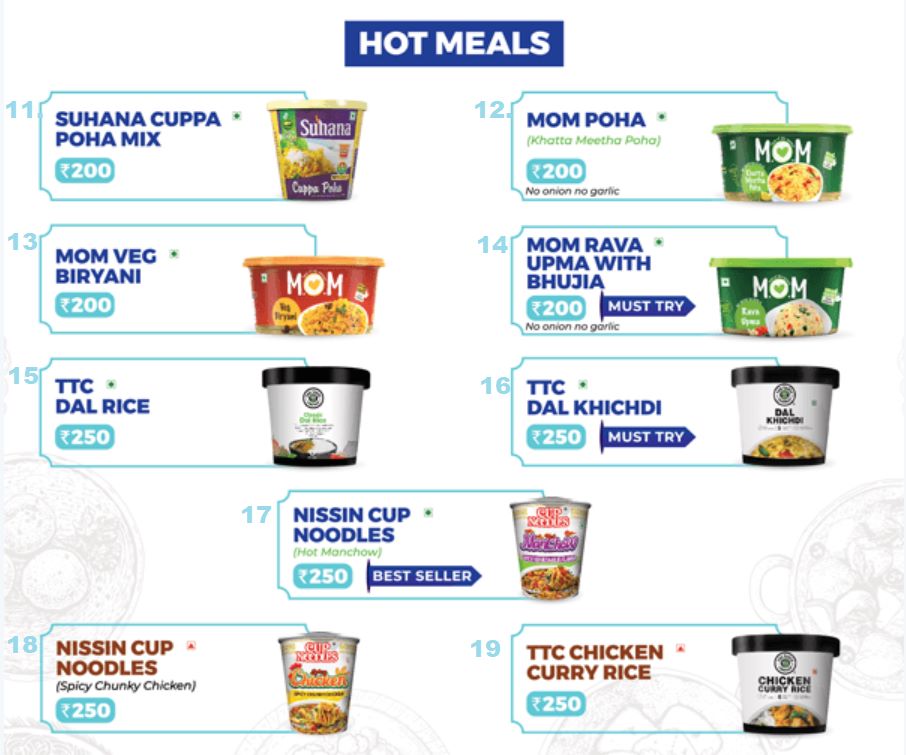 HOT MEALS
11.
SUHANA CUPPA
POHA MIX
₹200
Suhana
Cuppa Poha
12.
MOM POHA
(Khatta Meetha Poha)
₹200
No onion no garlic
MOM
Khatta
Meetha
Poha
13
MOM VEG
BIRYANI
₹200
MOM
Veg
Biryani
14
MOM RAVA
UPMA WITH
BHUJIA
₹200 MUST TRY
No onion no garlic
MOM
Rava
Upma
15
TTC
DAL RICE
₹250
Classic
Dal Rice
16
TTC
DAL KHICHDI
₹250 MUST TRY
DAL
KHICHDI
17
NISSIN CUP
NOODLES
(Hot Manchow)
₹250 BEST SELLER
CUP
NOODLES
Manchow
18
NISSIN CUP
NOODLES
(Spicy Chunky Chicken)
₹250
CUP
NOODLES
Spicy
Chicken
SPICY CHUNKY CHICKEN
19
TTC CHICKEN
CURRY RICE
₹250
CHICKEN
CURRY RICE